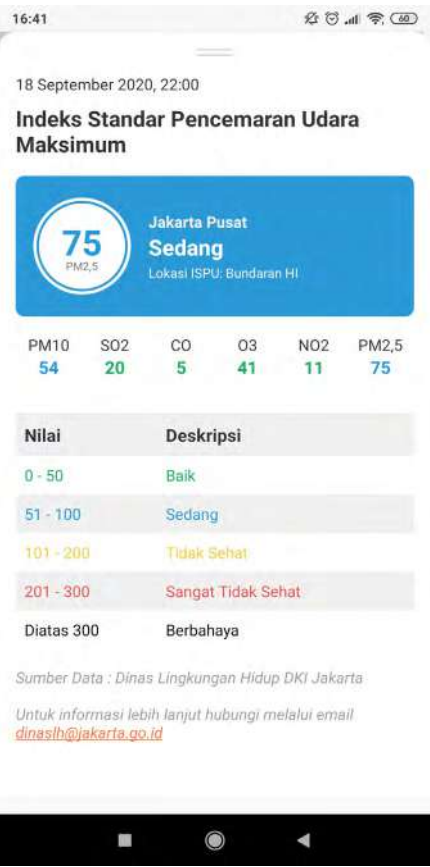 16:41
60
18 September 2020, 22:00
Indeks Standar Pencemaran Udara
Maksimum
75
PM2,5
Jakarta Pusat
Sedang
Lokasi ISPU: Bundaran HI
PM10 SO2 CO O3 NO2 PM2,5
54 20 5 41 11 75
Nilai Deskripsi
0 - 50 Baik
51 - 100 Sedang
101 - 200 Tidak Sehat
201 - 300 Sangat Tidak Sehat
Diatas 300 Berbahaya
Sumber Data : Dinas Lingkungan Hidup DKI Jakarta
Untuk informasi lebih lanjut hubungi melalui email
dinaslh@jakarta.go.id